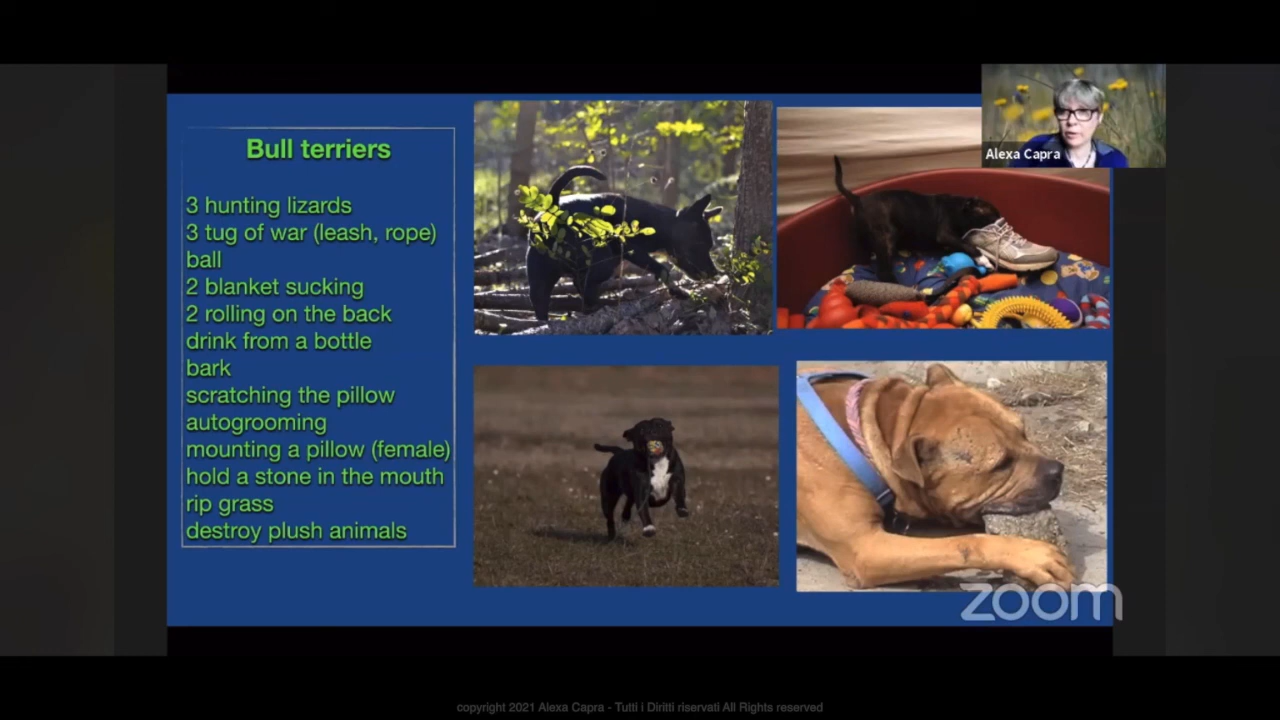 Bull terriers
3 hunting lizards
3 tug of war (leash, rope)
ball
2 blanket sucking
2 rolling on the back
drink from a bottle
bark
scratching the pillow
autogrooming
mounting a pillow (female)
hold a stone in the mouth
rip grass
destroy plush animals
Alexa Capra
zoom
copyright 2021 Alexa Capra - Tutti i Diritti riservati All Rights reserved